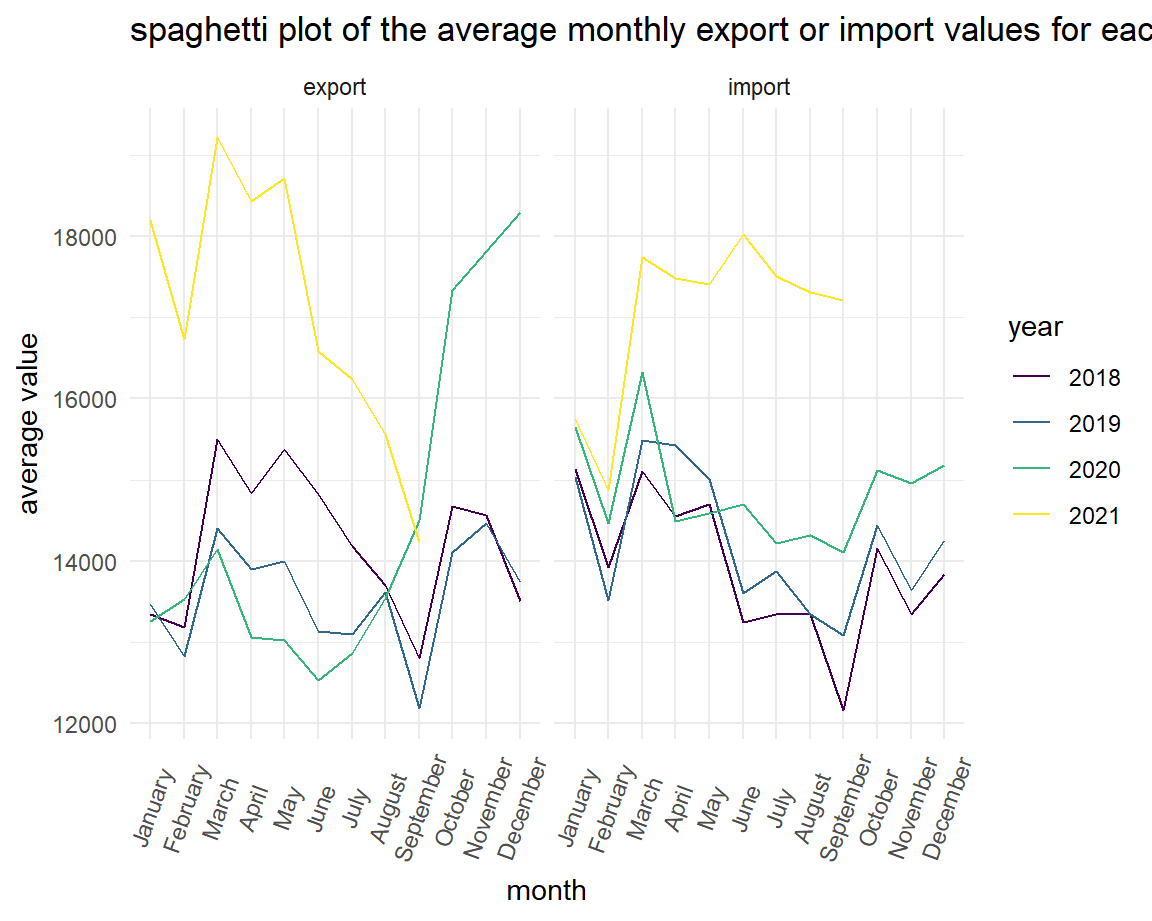 spaghetti plot of the average monthly export or import values for eac
export
import
average value
18000
16000
14000
12000
January
February
March
April
May
June
July
August
September
October
November
December
January
February
March
April
May
June
July
August
September
October
November
December
month
year
2018
2019
2020
2021